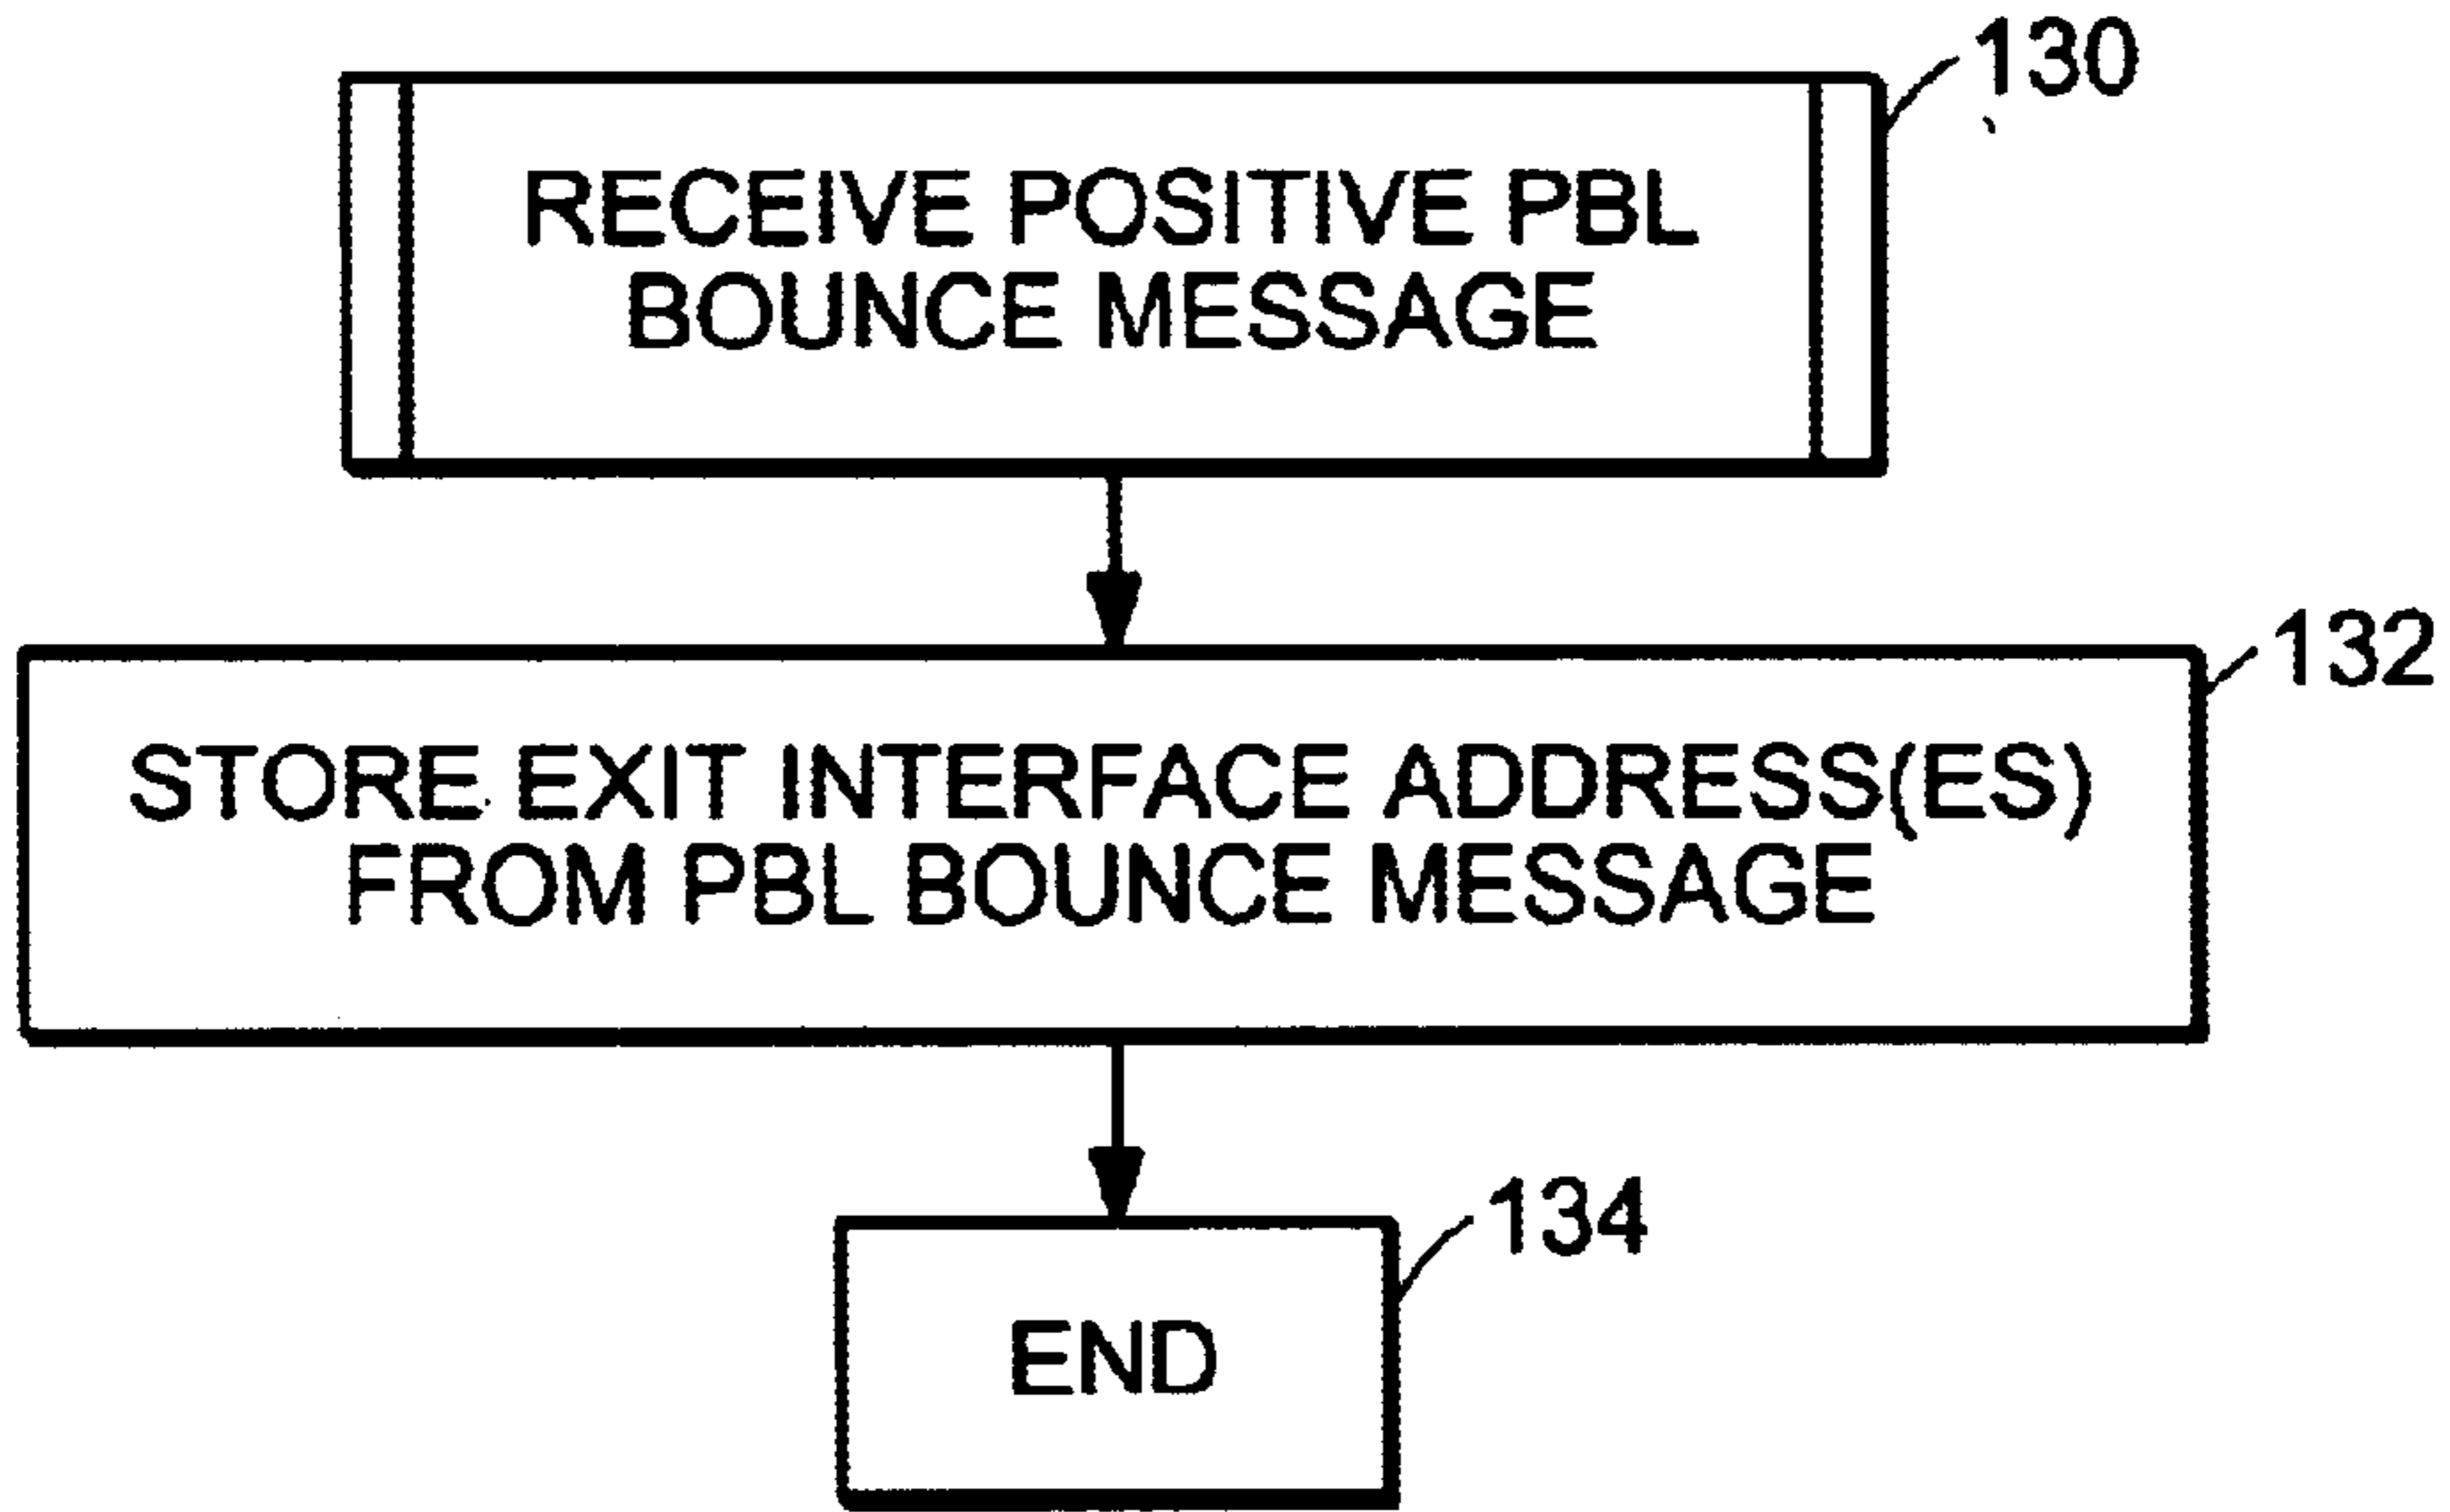 130
RECEIVE POSITIVE PBL
BOUNCE MESSAGE
132
STORE EXIT INTERFACE ADDRESS(ES)
FROM PBL BOUNCE MESSAGE
134
END